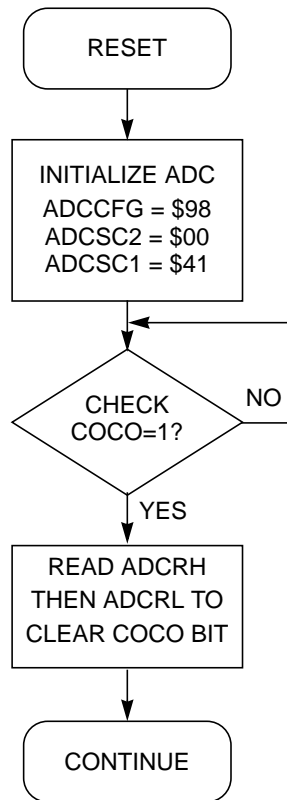 RESET
INITIALIZE ADC
ADCCFG = $98
ADCSC2 = $00
ADCSC1 = $41
CHECK
COCO=1?
NO
YES
READ ADCRH
THEN ADCRL TO
CLEAR COCO BIT
CONTINUE